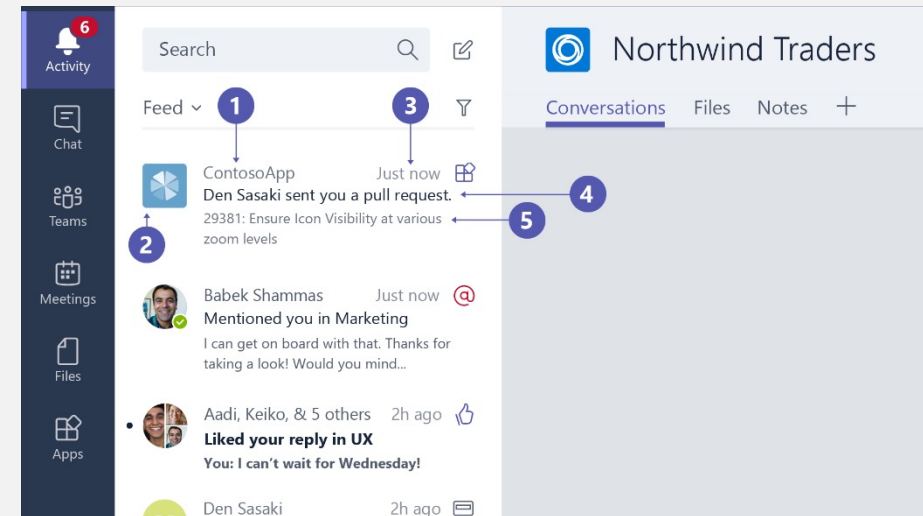 6
Activity
Chat
Teams
Meetings
Files
Apps
Search
Feed
1
3
ContosoApp Just now
Den Sasaki sent you a pull request.
4
29381: Ensure Icon Visibility at various
zoom levels
5
2
Babek Shammas Just now @
Mentioned you in Marketing
I can get on board with that. Thanks for
taking a look! Would you mind...
Aadi, Keiko, & 5 others 2h ago
Liked your reply in UX
You: I can't wait for Wednesday!
Den Sasaki 2h ago
Northwind Traders
Conversations Files Notes +